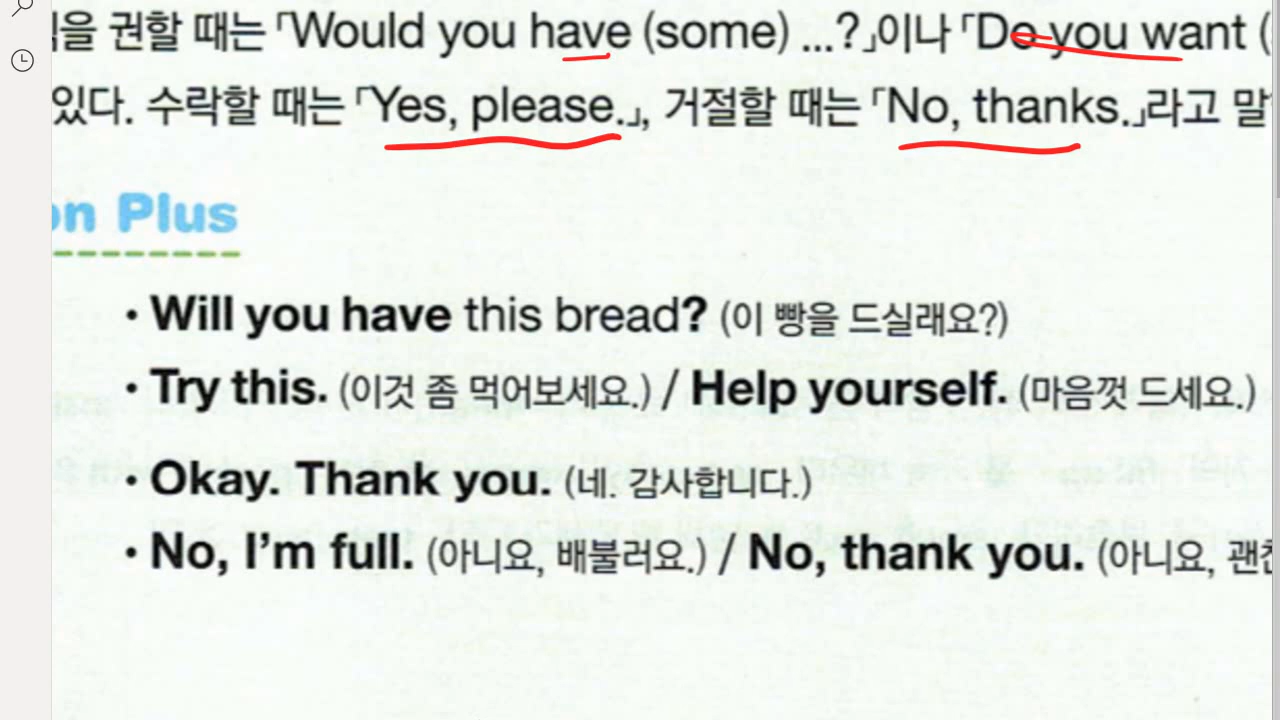 을 권할 때는 「Would you have (some) ...?」이나 「Do you want (
있다. 수락할 때는 「Yes, please.」, 거절할 때는 「No, thanks.」라고 말
on Plus
• Will you have this bread? (이 빵을 드실래요?)
• Try this. (이것 좀 먹어보세요.) / Help yourself. (마음껏 드세요.)
• Okay. Thank you. (네. 감사합니다.)
• No, I'm full. (아니요, 배불러요.) / No, thank you. (아니요, 괜